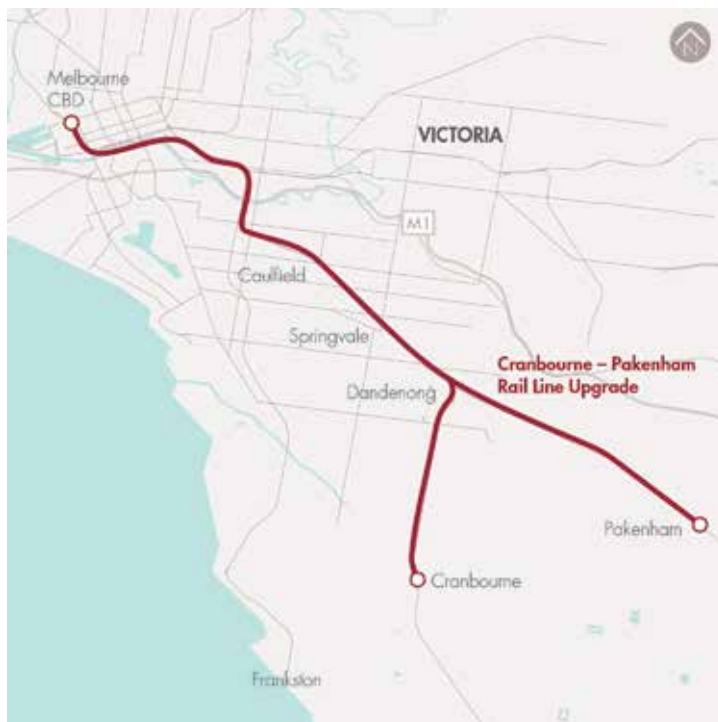 N
Melbourne
CBD
VICTORIA
M1
Caulfield
Springvale
Cranbourne – Pakenham
Rail Line Upgrade
Dandenong
Pakenham
Cranbourne
Frankston